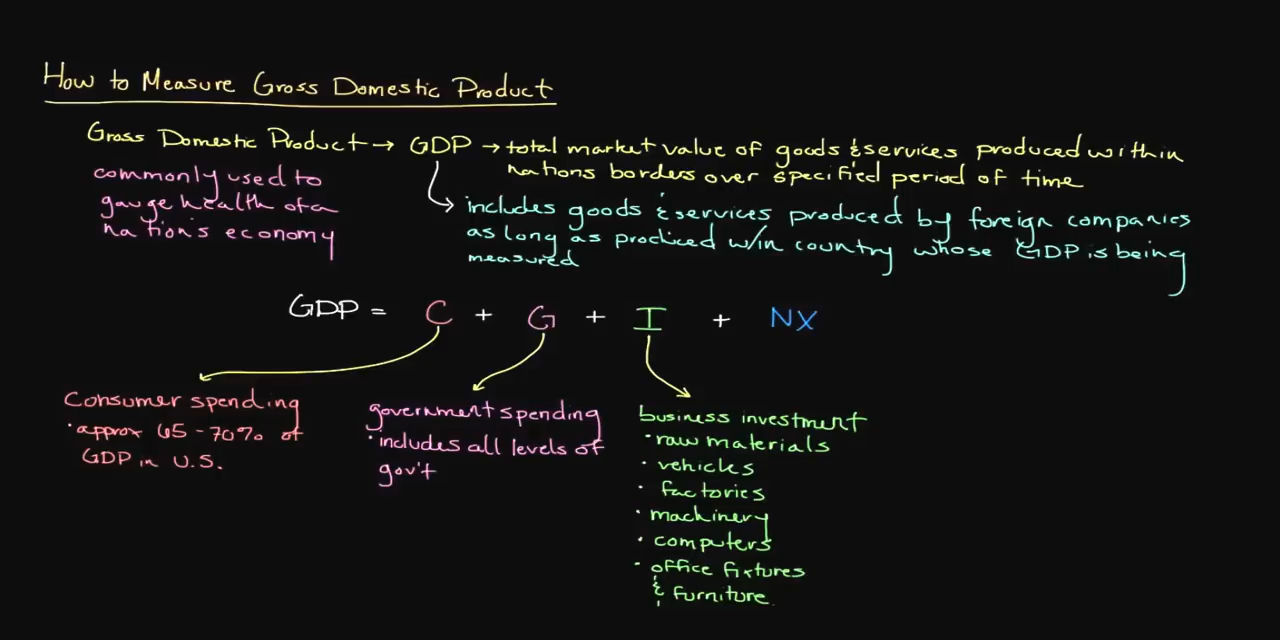 How to Measure Gross Domestic Product
Gross Domestic Product → GDP → total market value of goods & services produced within
nations borders over specified period of time
commonly used to
gauge health of a
nation's economy
includes goods & services produced by foreign companies
as long as produced w/in country whose GDP is being
measured
GDP = C + G + I + NX
Consumer spending
• approx 65-70% of
GDP in U.S.
government spending
• includes all levels of
gov't
business investment
• raw materials
• vehicles
• factories
• machinery
• computers
• office fixtures
& furniture